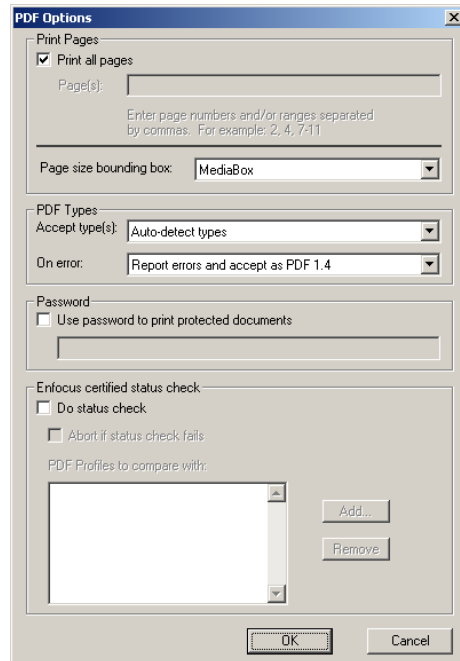 PDF Options
Print Pages
Print all pages
Page(s):
Enter page numbers and/or ranges separated
by commas. For example: 2, 4, 7-11
Page size bounding box: MediaBox
PDF Types
Accept type(s): Auto-detect types
On error: Report errors and accept as PDF 1.4
Password
Use password to print protected documents
Enfocus certified status check
Do status check
Abort if status check fails
PDF Profiles to compare with:
Add...
Remove
OK Cancel